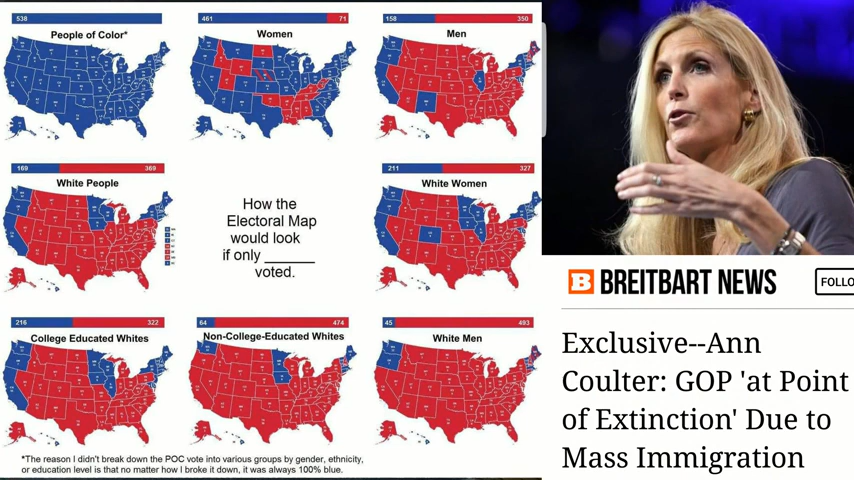 538
People of Color*
461 71
Women
158 350
Men
169 369
White People
How the
Electoral Map
would look
if only ______
voted.
211 327
White Women
216 322
College Educated Whites
64 474
Non-College-Educated Whites
45 493
White Men
*The reason I didn't break down the POC vote into various groups by gender, ethnicity,
or education level is that no matter how I broke it down, it was always 100% blue.
B BREITBART NEWS
FOLLO
Exclusive--Ann
Coulter: GOP 'at Point
of Extinction' Due to
Mass Immigration